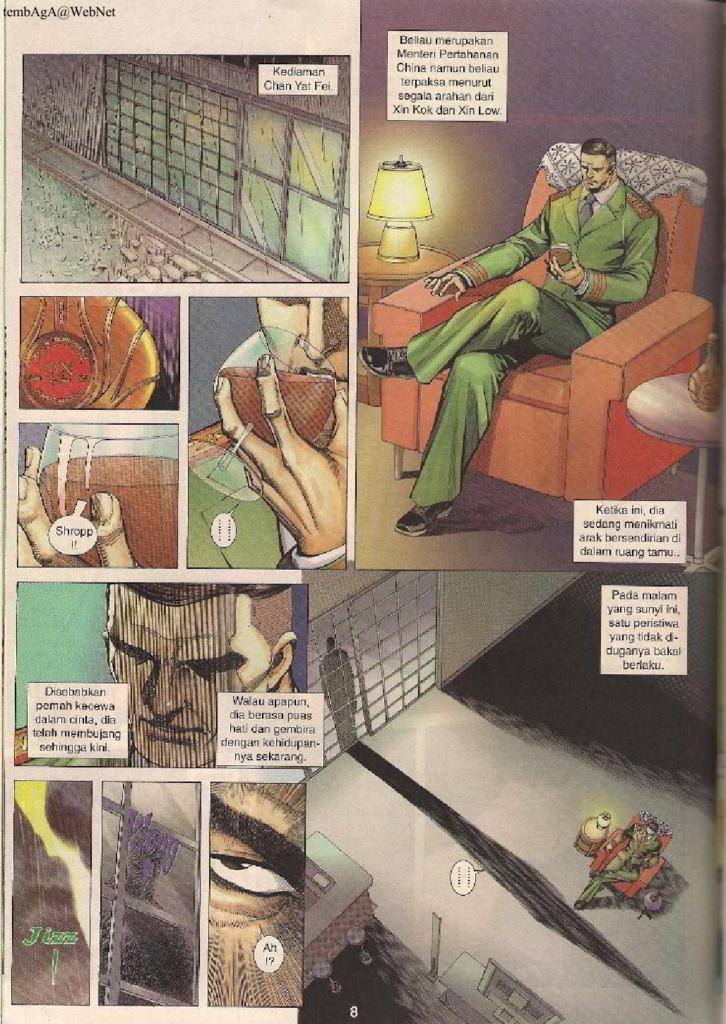 tembAgA@WebNet
Kediaman
Chan Yat Fei.
Beliau merupakan
Menteri Pertahanan
China namun beliau
terpaksa menurut
segala arahan dari
Xin Kok dan Xin Low.
Shropp
!!
Ketika ini, dia
sedang menikmati
arak bersendirian di
dalam ruang tamu..
Disebabkan
pernah kecewa
dalam cinta, dia
telah membujang
sehingga kini.
Walau apapun,
dia berasa puas
hati dan gembira
dengan kehidupan-
nya sekarang.
Pada malam
yang sunyi ini,
satu peristiwa
yang tidak di-
duganya bakal
berlaku.
Jizz
!
Ah
!?
8